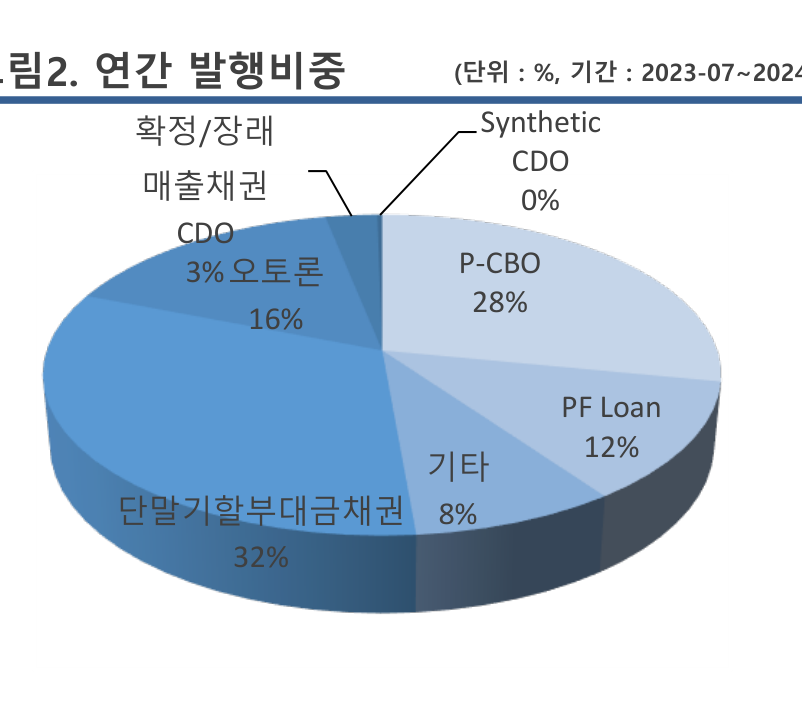 림2. 연간 발행비중
(단위 : %, 기간 : 2023-07~2024
확정/장래
매출채권
CDO
3%
Synthetic
CDO
0%
오토론
16%
P-CBO
28%
PF Loan
12%
기타
8%
단말기할부대금채권
32%